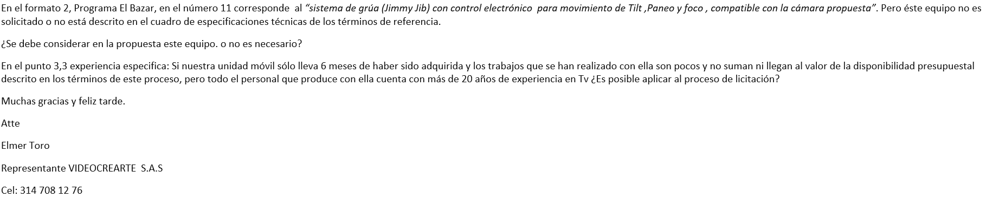 En el formato 2, Programa El Bazar, en el número 11 corresponde  al “sistema de grúa (Jimmy Jib) con control electrónico  para movimiento de Tilt ,Paneo y foco , compatible con la cámara propuesta”. Pero éste equipo no es
solicitado o no está descrito en el cuadro de especificaciones técnicas de los términos de referencia.
¿Se debe considerar en la propuesta este equipo. o no es necesario?
En el punto 3,3 experiencia especifica: Si nuestra unidad móvil sólo lleva 6 meses de haber sido adquirida y los trabajos que se han realizado con ella son pocos y no suman ni llegan al valor de la disponibilidad presupuestal
descrito en los términos de este proceso, pero todo el personal que produce con ella cuenta con más de 20 años de experiencia en Tv ¿Es posible aplicar al proceso de licitación?
Muchas gracias y feliz tarde.
Atte
Elmer Toro
Representante VIDEOCREARTE  S.A.S
Cel: 314 708 12 76